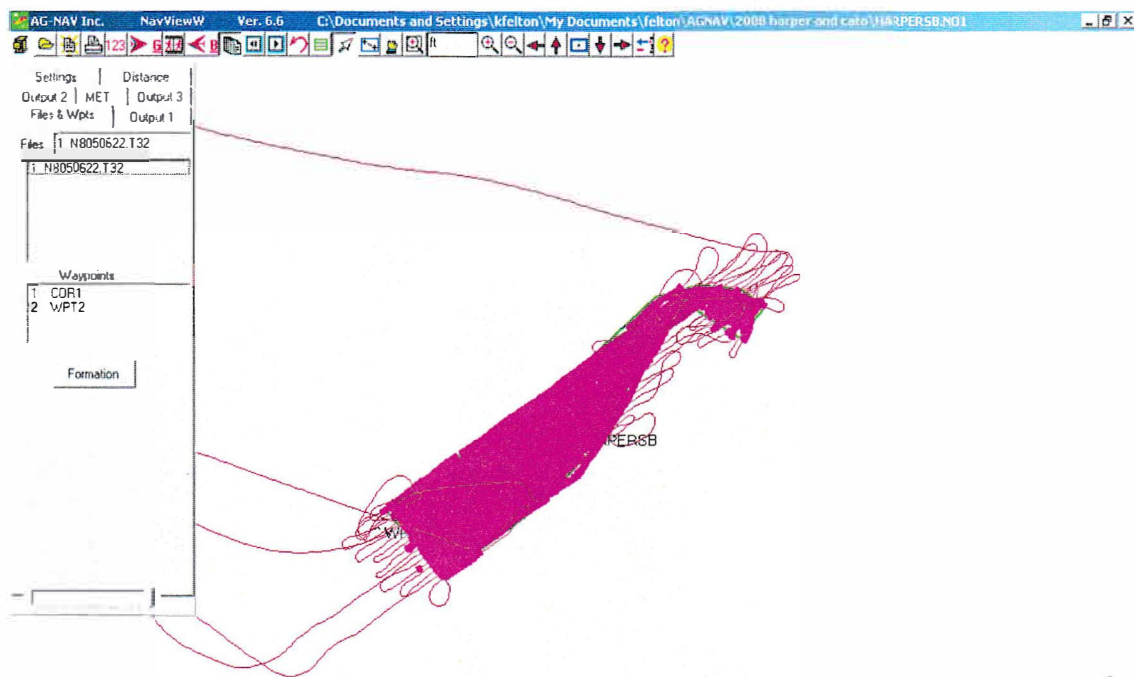 AG-NAV Inc. NavViewW Ver. 6.6 C:\Documents and Settings\kfelton\My Documents\felton\AGNAV\2008 harper and cato\HARPERSB.NO1
123 G B ft
Settings Distance
Output 2 MET Output 3
Files & Wpts Output 1
Files 1 N8050622.T32
1 N8050622.T32
Waypoints
1 COR1
2 WPT2
Formation